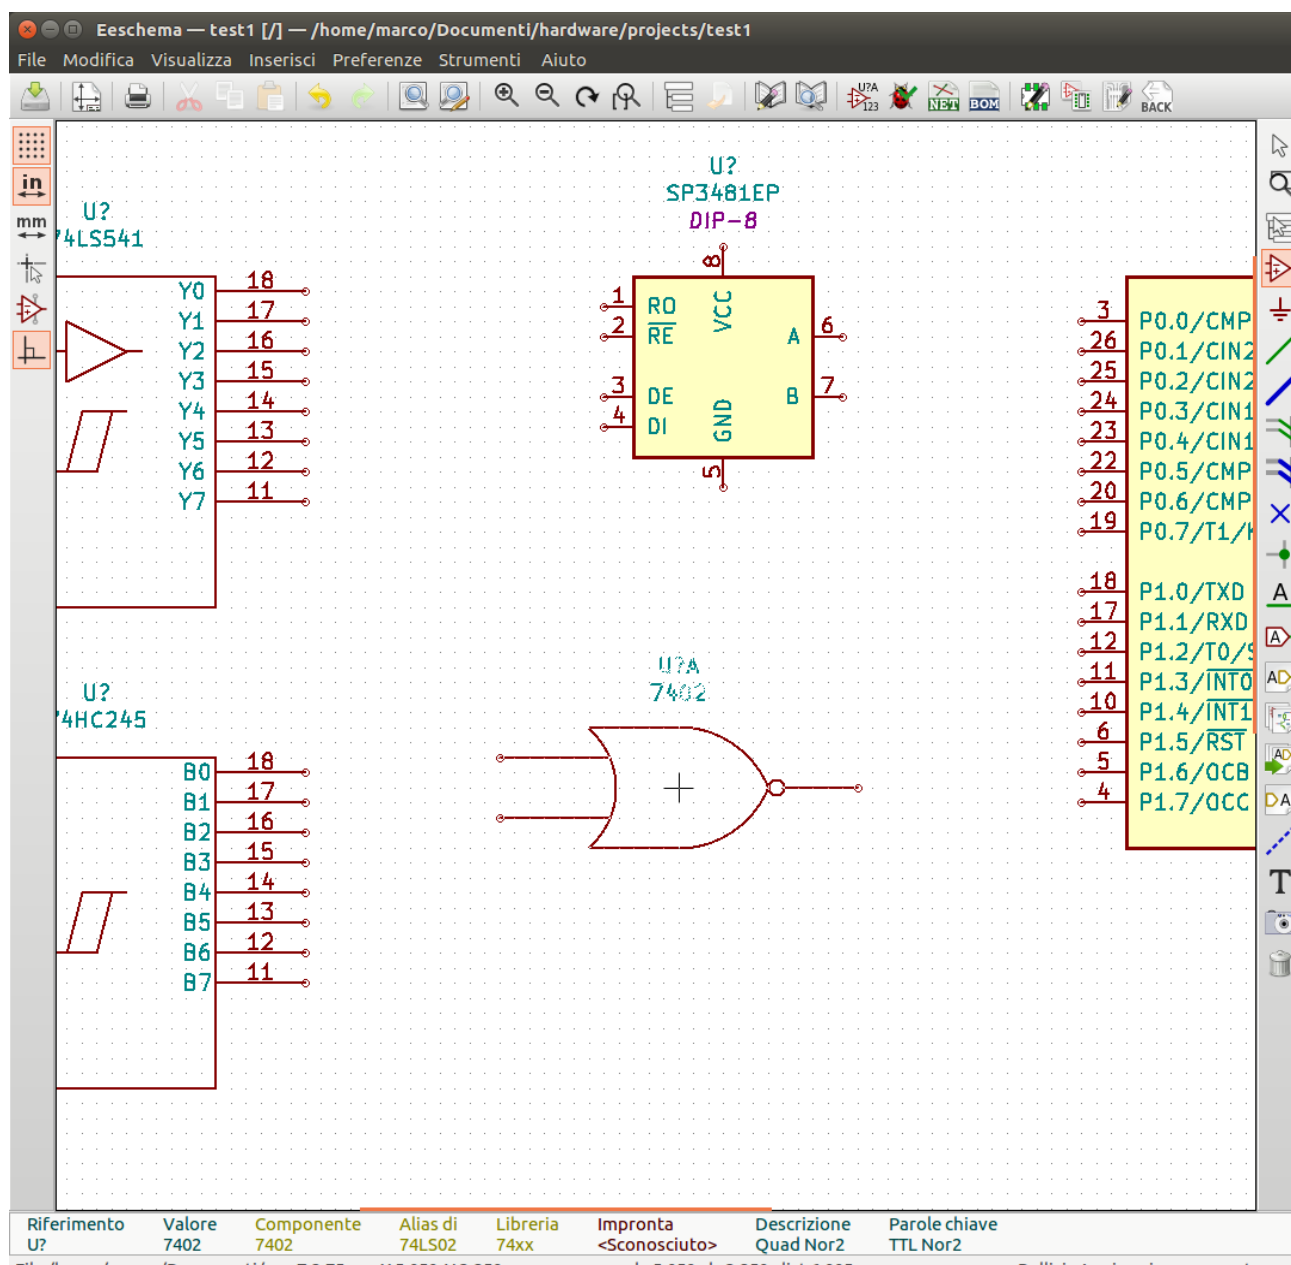 Eeschema — test1 [/] — /home/marco/Documenti/hardware/projects/test1
File Modifica Visualizza Inserisci Preferenze Strumenti Aiuto
U?A
123
NET
BOM
BACK
in
mm
U?
74LS541
Y0 18
Y1 17
Y2 16
Y3 15
Y4 14
Y5 13
Y6 12
Y7 11
U?
SP3481EP
DIP-8
8
VCC
1 RO
2 RE
3 DE
4 DI
A 6
B 7
GND
5
3 P0.0/CMP
26 P0.1/CIN2
25 P0.2/CIN2
24 P0.3/CIN1
23 P0.4/CIN1
22 P0.5/CMP
20 P0.6/CMP
19 P0.7/T1/K
18 P1.0/TXD
17 P1.1/RXD
12 P1.2/T0/S
11 P1.3/INT0
10 P1.4/INT1
6 P1.5/RST
5 P1.6/OCB
4 P1.7/OCC
U?A
7402
U?
74HC245
B0 18
B1 17
B2 16
B3 15
B4 14
B5 13
B6 12
B7 11
A
A
AD
AD
DA
T
Riferimento Valore Componente Alias di Libreria Impronta Descrizione Parole chiave
U? 7402 7402 74LS02 74xx <Sconosciuto> Quad Nor2 TTL Nor2